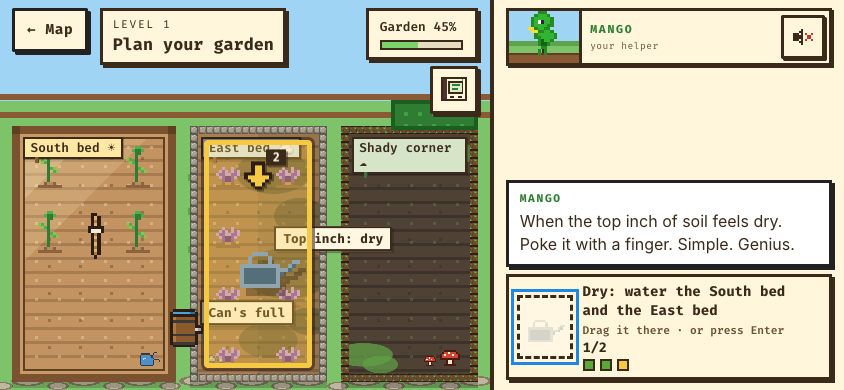 ← Map
LEVEL 1
Plan your garden
Garden 45%
South bed ☀
East bed
2
Shady corner
☁
Top inch: dry
Can's full
MANGO
your helper
MANGO
When the top inch of soil feels dry.
Poke it with a finger. Simple. Genius.
Dry: water the South bed
and the East bed
Drag it there · or press Enter
1/2